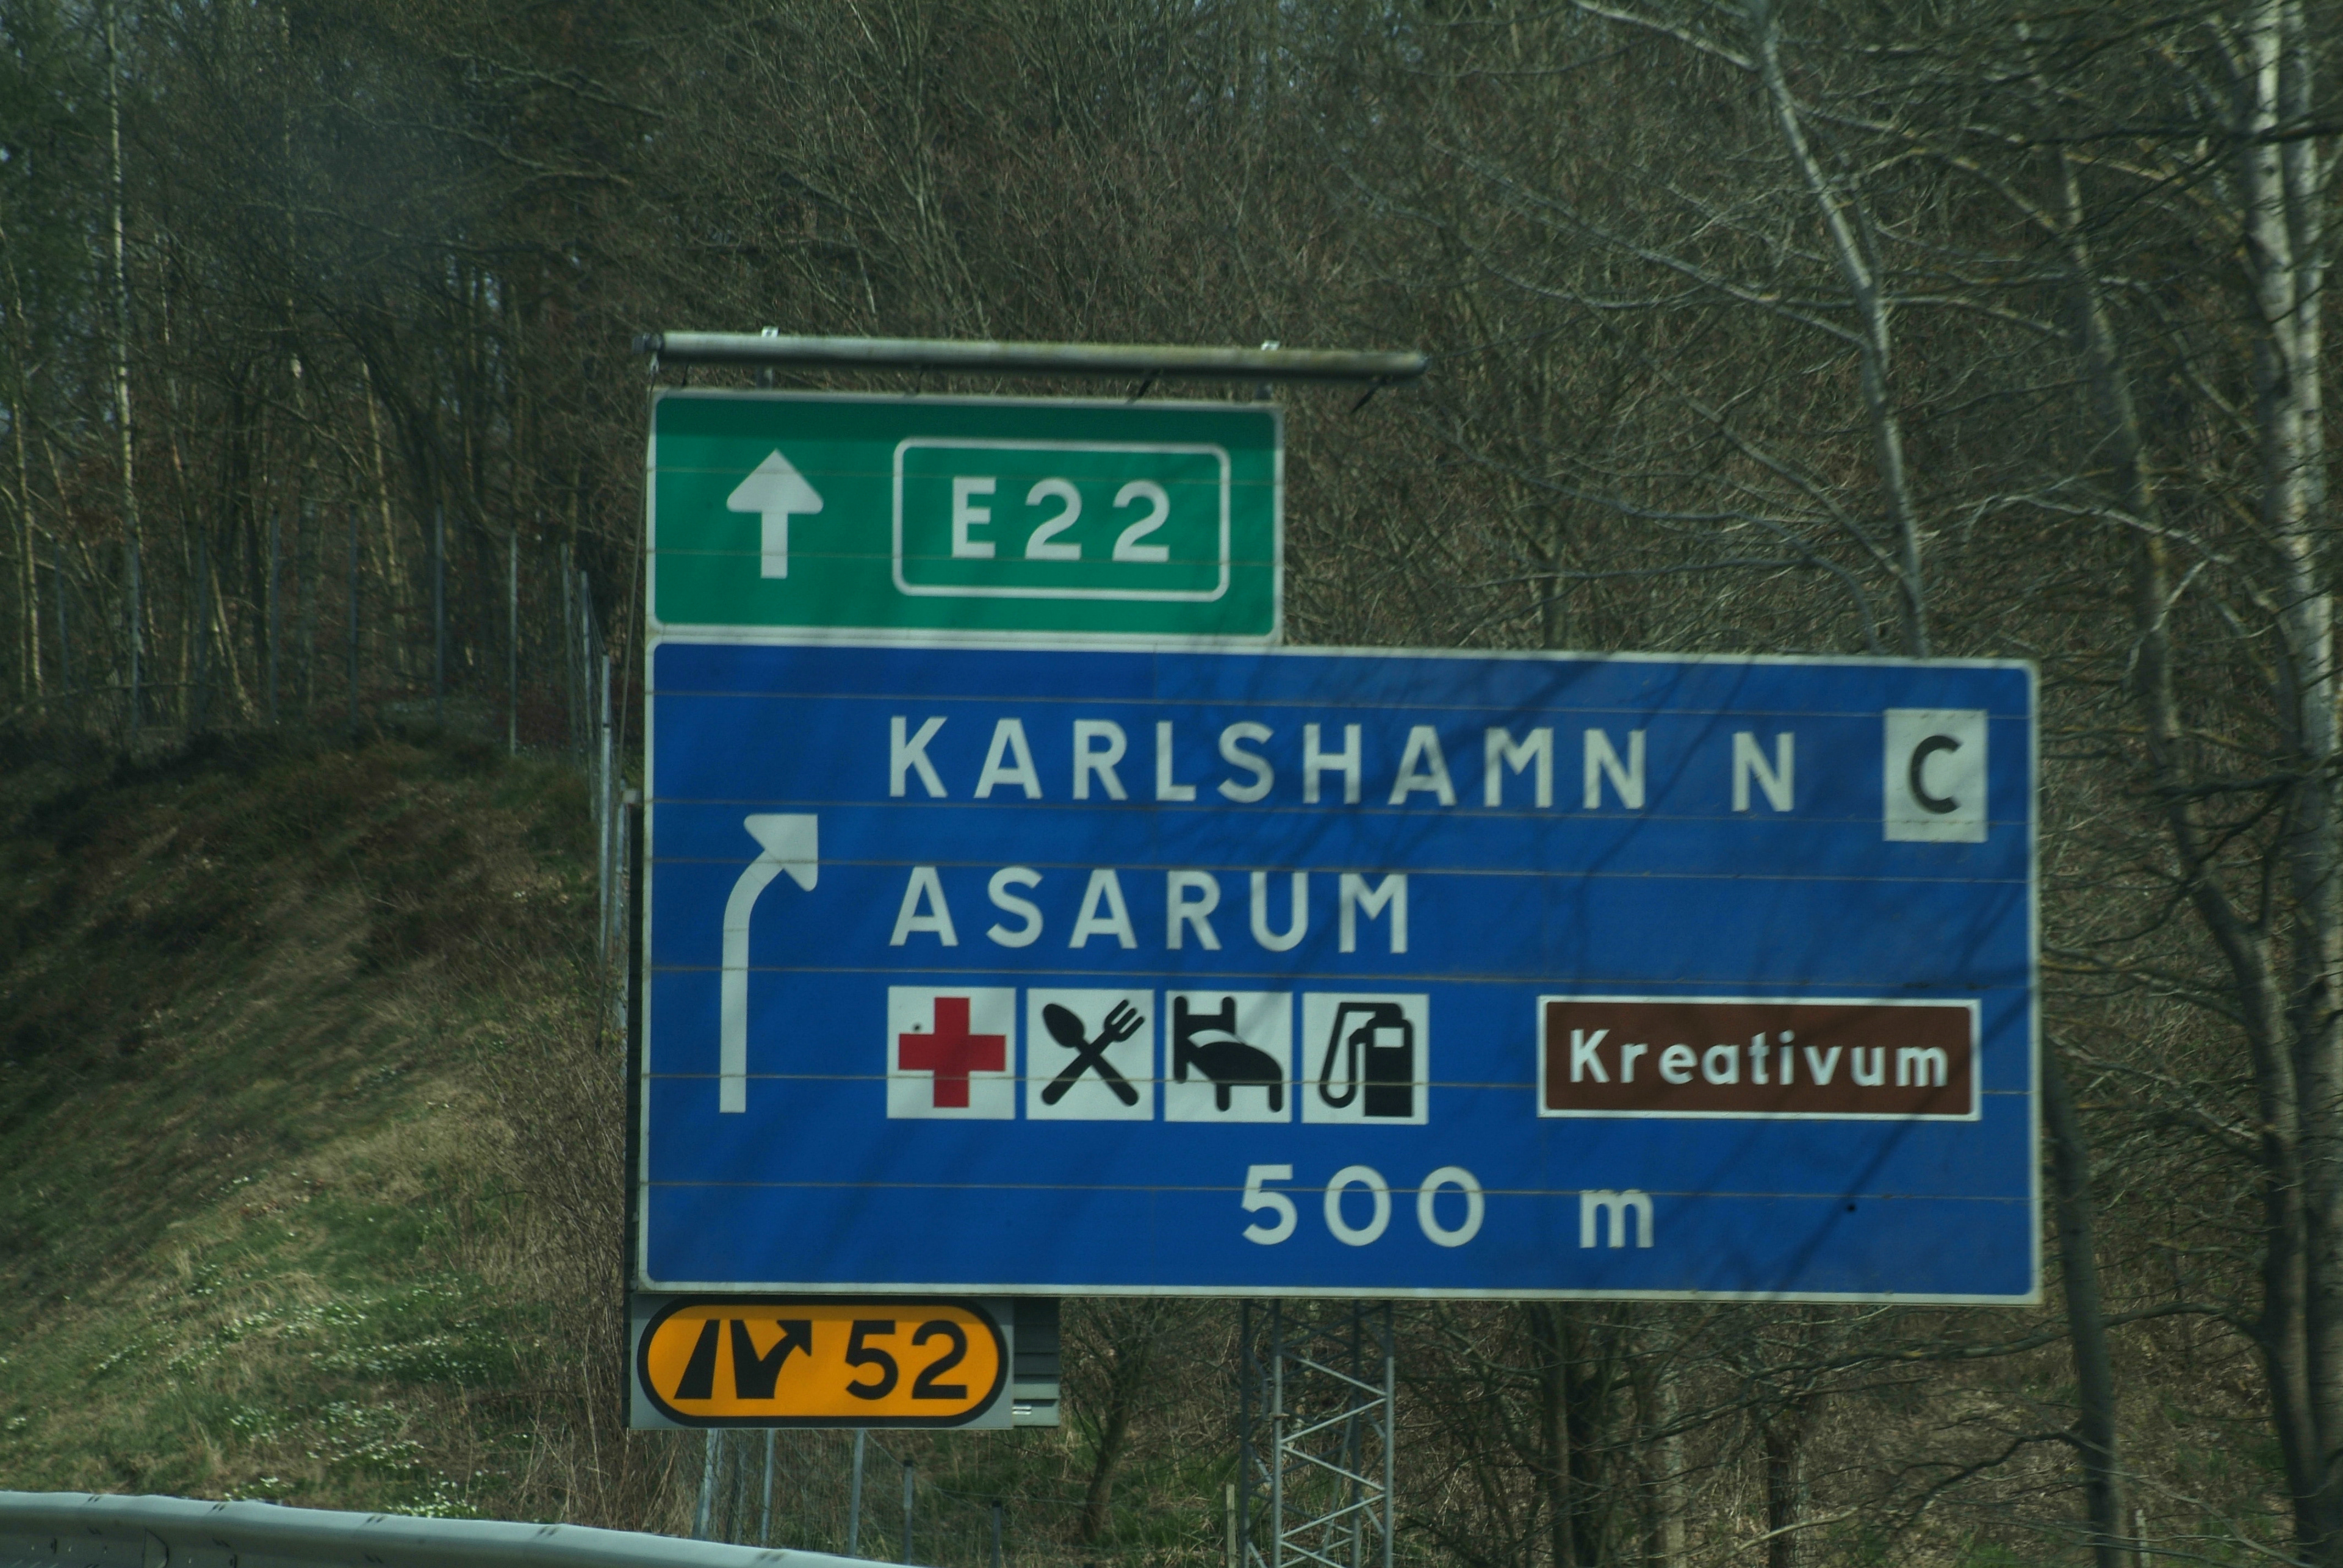 E22
KARLSHAMN N C
ASARUM
Kreativum
500 m
52